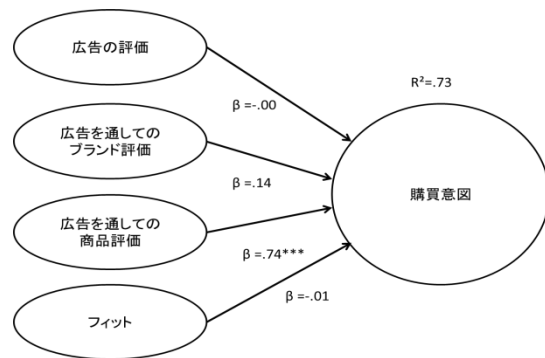 広告の評価
R²=.73
β =-.00
広告を通しての
ブランド評価
β =.14
購買意図
広告を通しての
商品評価
β =.74***
β =-.01
フィット